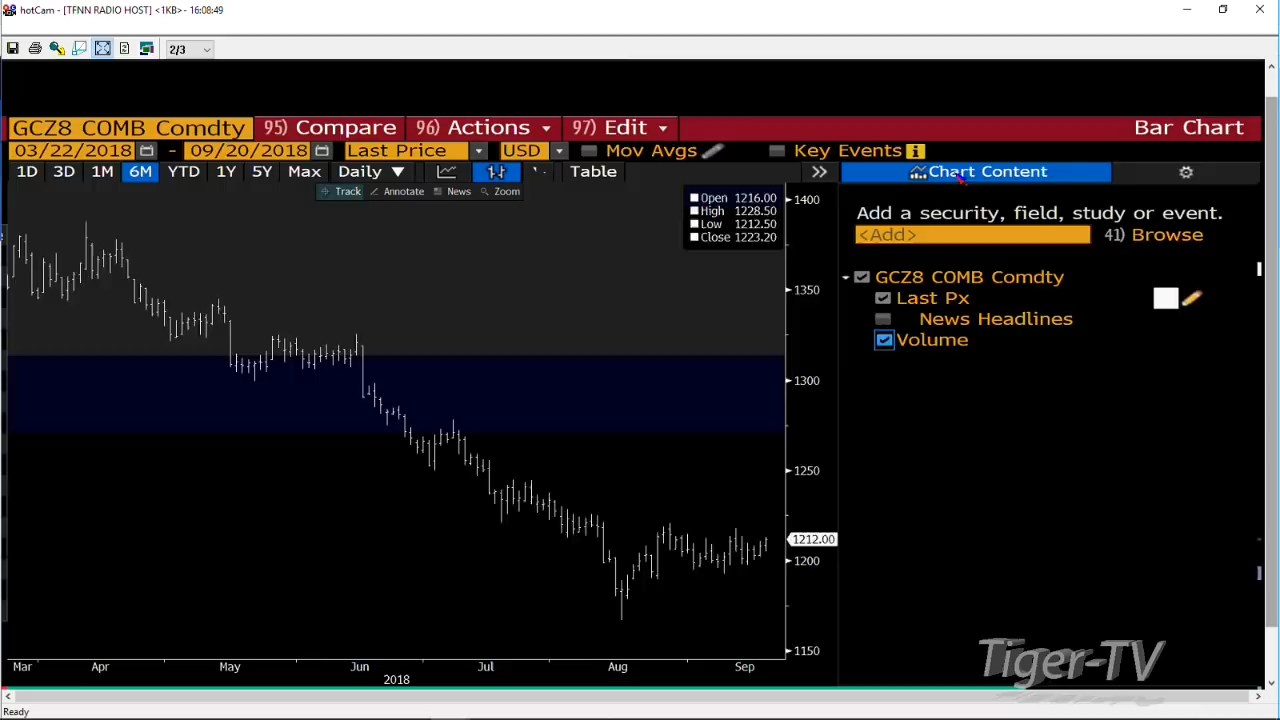 hotCam - [TFNN RADIO HOST] <1KB>- 16:08:49
2/3
GCZ8 COMB Comdty 95) Compare 96) Actions 97) Edit Bar Chart
03/22/2018 - 09/20/2018 Last Price USD Mov Avgs Key Events
1D 3D 1M 6M YTD 1Y 5Y Max Daily Table Chart Content
Track Annotate News Zoom
Open 1216.00
High 1228.50
Low 1212.50
Close 1223.20
Add a security, field, study or event.
<Add> 41) Browse
GCZ8 COMB Comdty
Last Px
News Headlines
Volume
1400
1350
1300
1250
1212.00
1200
1150
Mar Apr May Jun Jul Aug Sep
2018
Tiger-TV
Ready